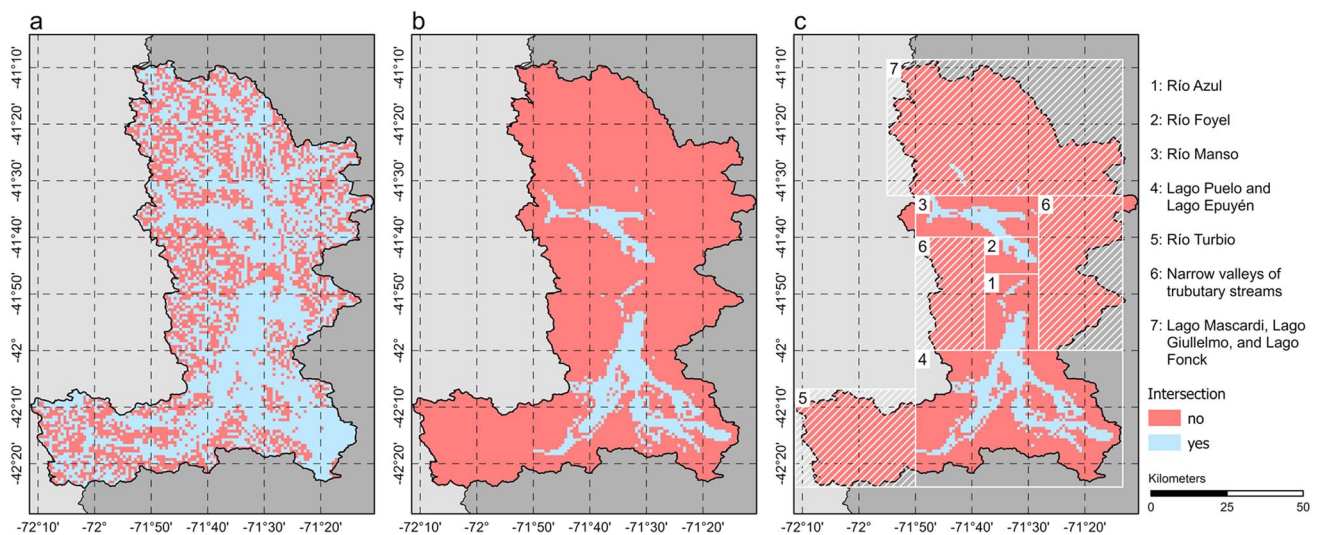 a
b
c
41°10'
41°20'
41°30'
41°40'
41°50'
42°
42°10'
42°20'
-72°10'
-72°
-71°50'
-71°40'
-71°30'
-71°20'
41°10'
41°20'
41°30'
41°40'
41°50'
42°
42°10'
42°20'
-72°10'
-72°
-71°50'
-71°40'
-71°30'
-71°20'
41°10'
41°20'
41°30'
41°40'
41°50'
42°
42°10'
42°20'
7
3
6
6
2
1
4
5
-72°10'
-72°
-71°50'
-71°40'
-71°30'
-71°20'
1: Río Azul
2: Río Foyel
3: Río Manso
4: Lago Puelo and
Lago Epuyén
5: Río Turbio
6: Narrow valleys of
trubutary streams
7: Lago Mascardi, Lago
Giullelmo, and Lago
Fonck
Intersection
no
yes
Kilometers
0 25 50